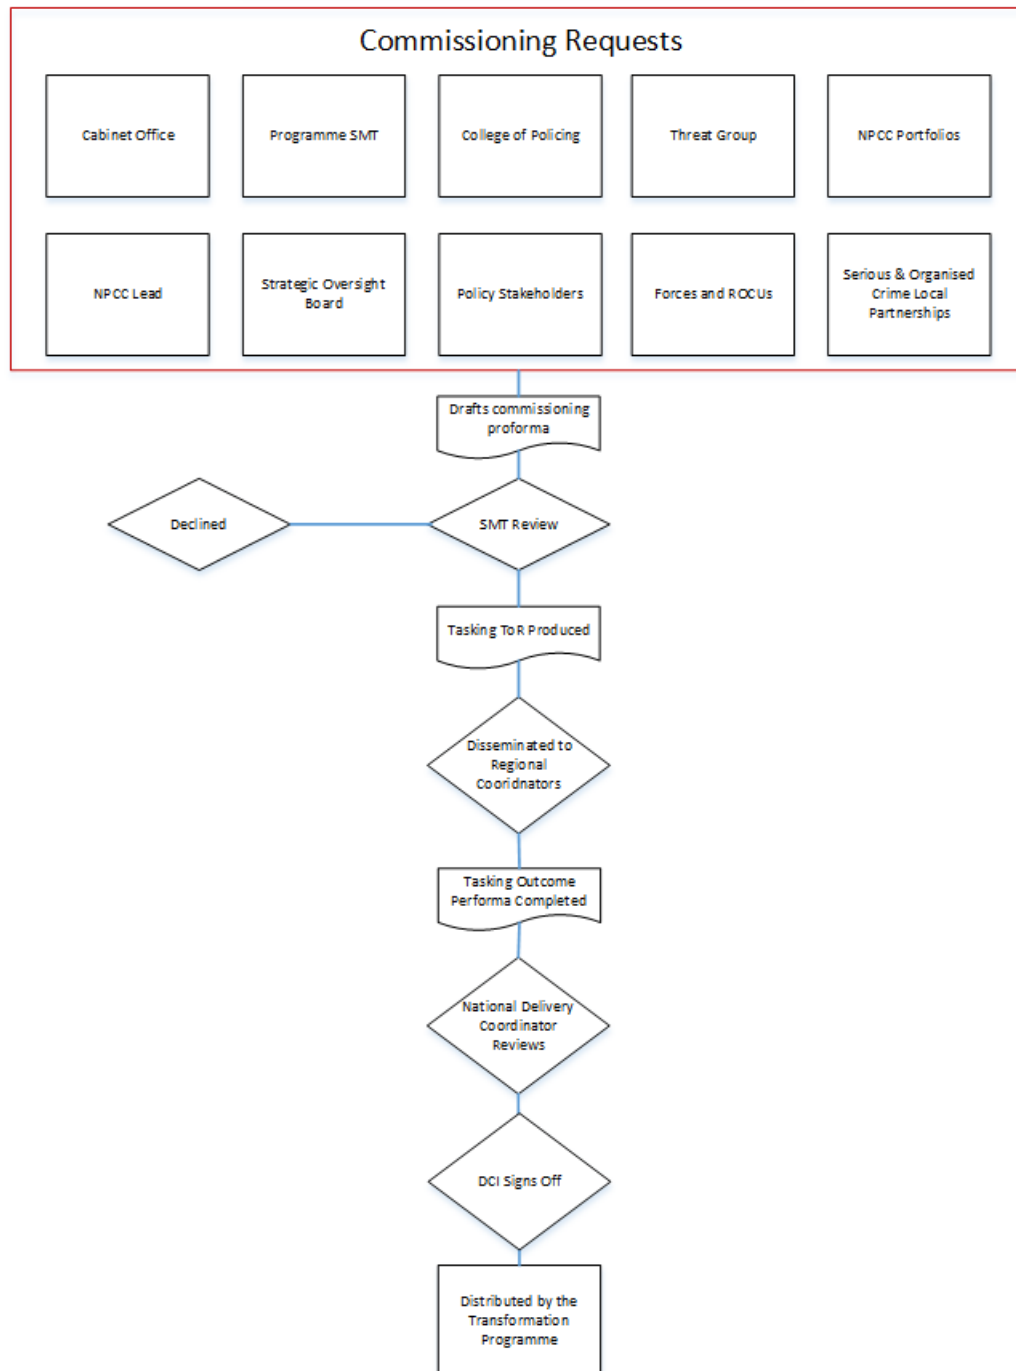 Commissioning Requests
Cabinet Office
Programme SMT
College of Policing
Threat Group
NPCC Portfolios
NPCC Lead
Strategic Oversight
Board
Policy Stakeholders
Forces and ROCUs
Serious & Organised
Crime Local
Partnerships
Drafts commissioning
proforma
Declined
SMT Review
Tasking ToR Produced
Disseminated to
Regional
Cooridnators
Tasking Outcome
Performa Completed
National Delivery
Coordinator
Reviews
DCI Signs Off
Distributed by the
Transformation
Programme